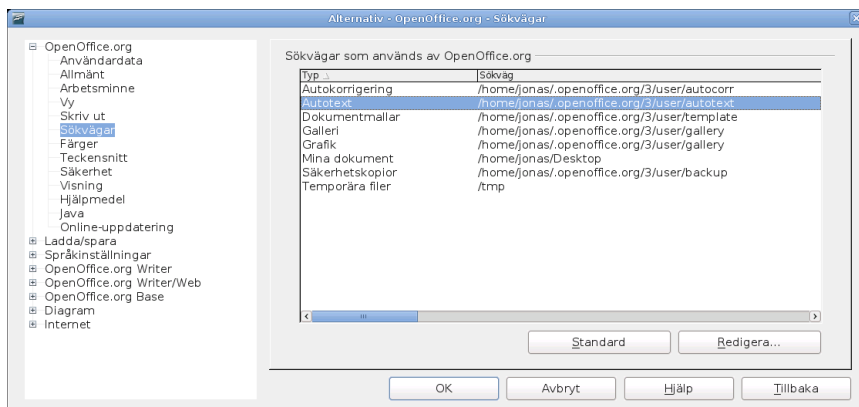 Alternativ - OpenOffice.org - Sökvägar
OpenOffice.org
Användardata
Allmänt
Arbetsminne
Vy
Skriv ut
Sökvägar
Färger
Teckensnitt
Säkerhet
Visning
Hjälpmedel
Java
Online-uppdatering
Ladda/spara
Språkinställningar
OpenOffice.org Writer
OpenOffice.org Writer/Web
OpenOffice.org Base
Diagram
Internet
Sökvägar som används av OpenOffice.org
Typ Sökväg
Autokorrigering /home/jonas/.openoffice.org/3/user/autocorr
Autotext /home/jonas/.openoffice.org/3/user/autotext
Dokumentmallar /home/jonas/.openoffice.org/3/user/template
Galleri /home/jonas/.openoffice.org/3/user/gallery
Grafik /home/jonas/.openoffice.org/3/user/gallery
Mina dokument /home/jonas/Desktop
Säkerhetskopior /home/jonas/.openoffice.org/3/user/backup
Temporära filer /tmp
Standard Redigera...
OK Avbryt Hjälp Tillbaka